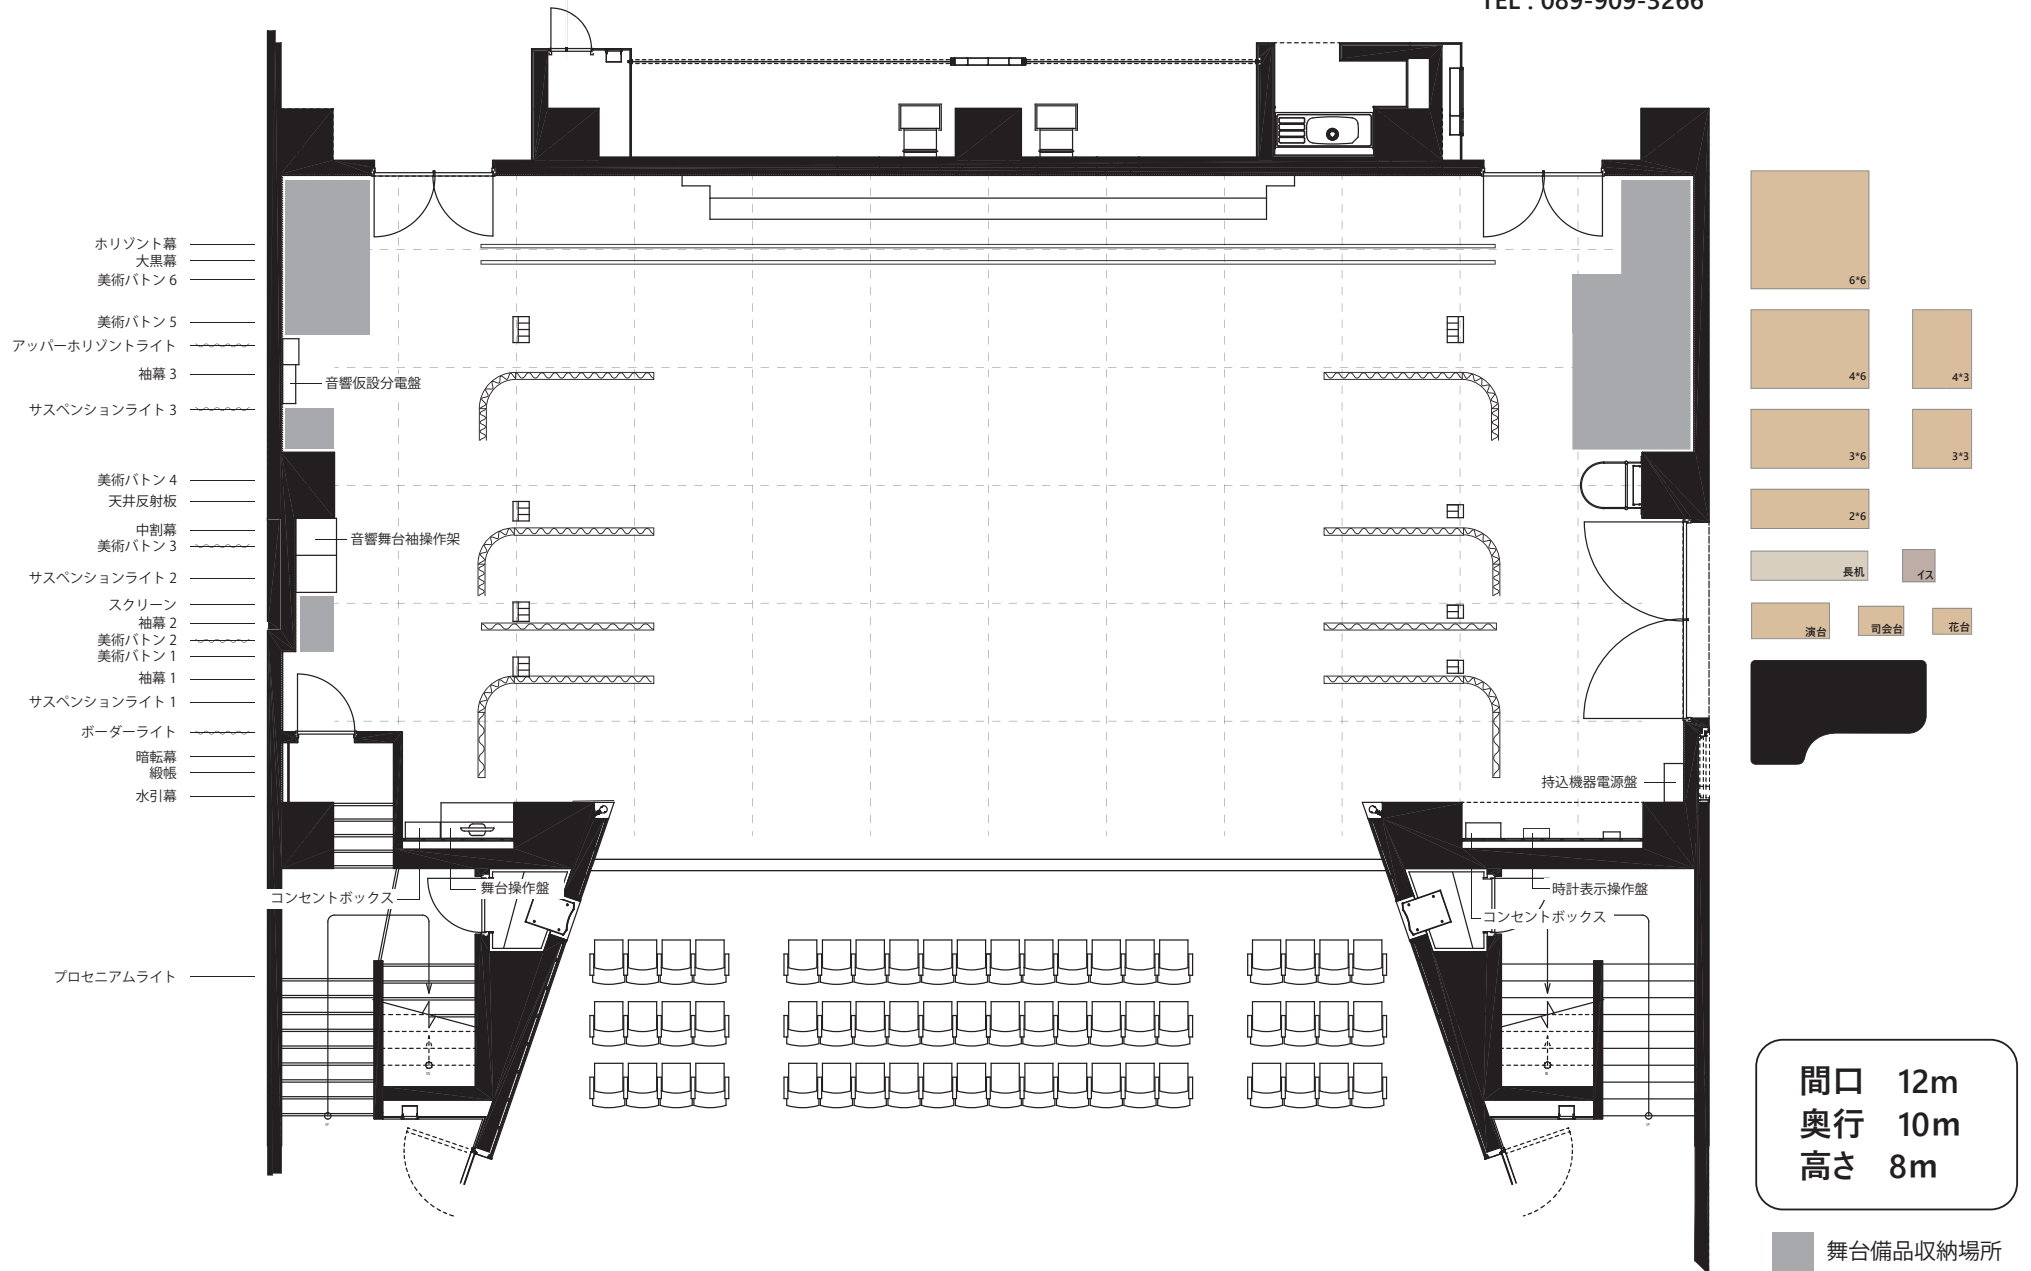 TEL : 089-909-3266
ホリゾント幕
大黒幕
美術バトン 6
美術バトン 5
アッパーホリゾントライト
袖幕 3
サスペンションライト 3
美術バトン 4
天井反射板
中割幕
美術バトン 3
サスペンションライト 2
スクリーン
袖幕 2
美術バトン 2
美術バトン 1
袖幕 1
サスペンションライト 1
ボーダーライト
暗転幕
緞帳
水引幕
プロセニアムライト
音響仮設分電盤
音響舞台袖操作架
持込機器電源盤
コンセントボックス
舞台操作盤
時計表示操作盤
コンセントボックス
6*6
4*6
4*3
3*6
3*3
2*6
長机
イス
演台
司会台
花台
間口 12m
奥行 10m
高さ 8m
舞台備品収納場所